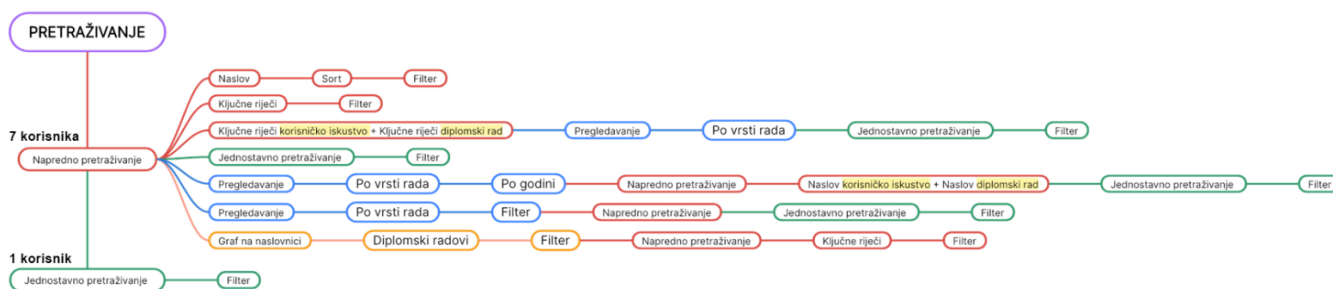 PRETRAŽIVANJE
Naslov Sort Filter
Ključne riječi Filter
7 korisnika
Ključne riječi korisničko iskustvo + Ključne riječi diplomski rad Pregledavanje Po vrsti rada Jednostavno pretraživanje Filter
Napredno pretraživanje
Jednostavno pretraživanje Filter
Pregledavanje Po vrsti rada Po godini Napredno pretraživanje Naslov korisničko iskustvo + Naslov diplomski rad Jednostavno pretraživanje Filter
Pregledavanje Po vrsti rada Filter Napredno pretraživanje Jednostavno pretraživanje Filter
Graf na naslovnici Diplomski radovi Filter Napredno pretraživanje Ključne riječi Filter
1 korisnik
Jednostavno pretraživanje Filter